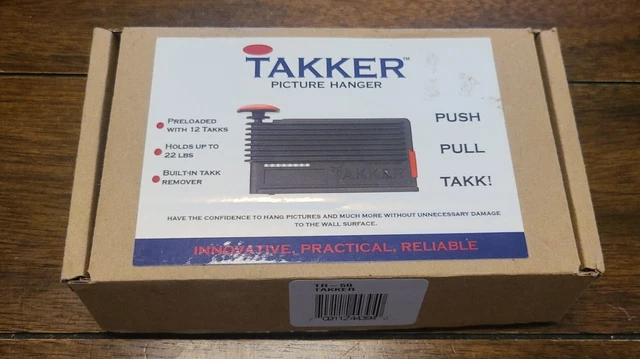 TAKKER™
PICTURE HANGER
PRELOADED
WITH 12 TAKKS
HOLDS UP TO
22 LBS
BUILT-IN TAKK
REMOVER
TAKKER
PUSH
PULL
TAKK!
HAVE THE CONFIDENCE TO HANG PICTURES AND MUCH MORE WITHOUT UNNECESSARY DAMAGE
TO THE WALL SURFACE.
INNOVATIVE, PRACTICAL, RELIABLE
TAKKER